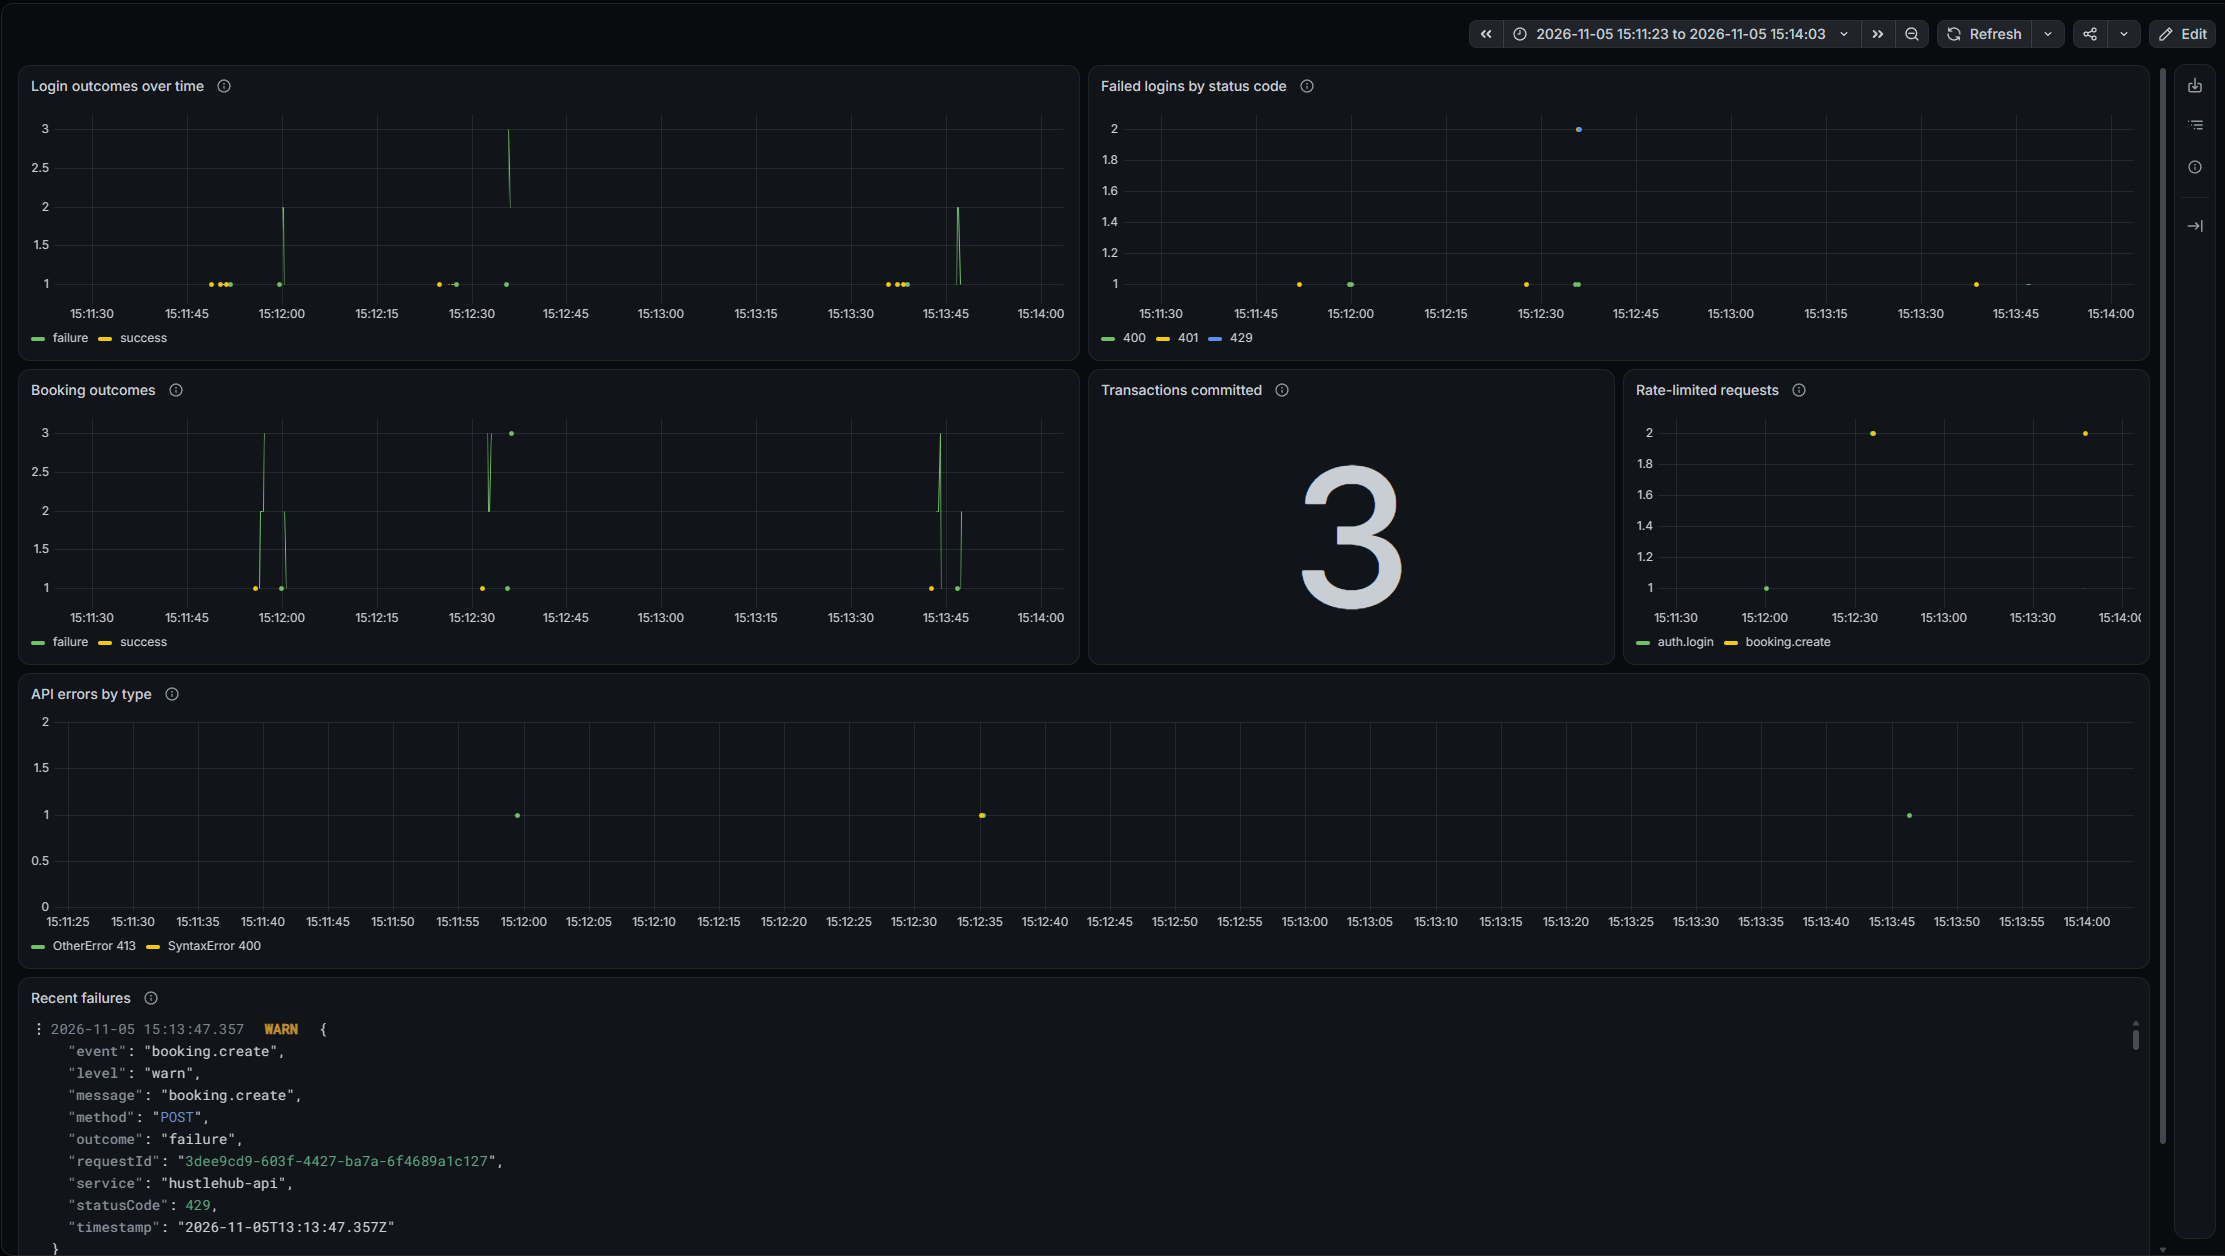 2026-11-05 15:11:23 to 2026-11-05 15:14:03 Refresh Edit
Login outcomes over time
3
2.5
2
1.5
1
15:11:30 15:11:45 15:12:00 15:12:15 15:12:30 15:12:45 15:13:00 15:13:15 15:13:30 15:13:45 15:14:00
failure success
Failed logins by status code
2
1.8
1.6
1.4
1.2
1
15:11:30 15:11:45 15:12:00 15:12:15 15:12:30 15:12:45 15:13:00 15:13:15 15:13:30 15:13:45 15:14:00
400 401 429
Booking outcomes
3
2.5
2
1.5
1
15:11:30 15:11:45 15:12:00 15:12:15 15:12:30 15:12:45 15:13:00 15:13:15 15:13:30 15:13:45 15:14:00
failure success
Transactions committed
3
Rate-limited requests
2
1.8
1.6
1.4
1.2
1
15:11:30 15:12:00 15:12:30 15:13:00 15:13:30 15:14:00
auth.login booking.create
API errors by type
2
1.5
1
0.5
0
15:11:25 15:11:30 15:11:35 15:11:40 15:11:45 15:11:50 15:11:55 15:12:00 15:12:05 15:12:10 15:12:15 15:12:20 15:12:25 15:12:30 15:12:35 15:12:40 15:12:45 15:12:50 15:12:55 15:13:00 15:13:05 15:13:10 15:13:15 15:13:20 15:13:25 15:13:30 15:13:35 15:13:40 15:13:45 15:13:50 15:13:55 15:14:00
OtherError 413 SyntaxError 400
Recent failures
2026-11-05 15:13:47.357 WARN {
"event": "booking.create",
"level": "warn",
"message": "booking.create",
"method": "POST",
"outcome": "failure",
"requestId": "3dee9cd9-603f-4427-ba7a-6f4689a1c127",
"service": "hustlehub-api",
"statusCode": 429,
"timestamp": "2026-11-05T13:13:47.357Z"
}